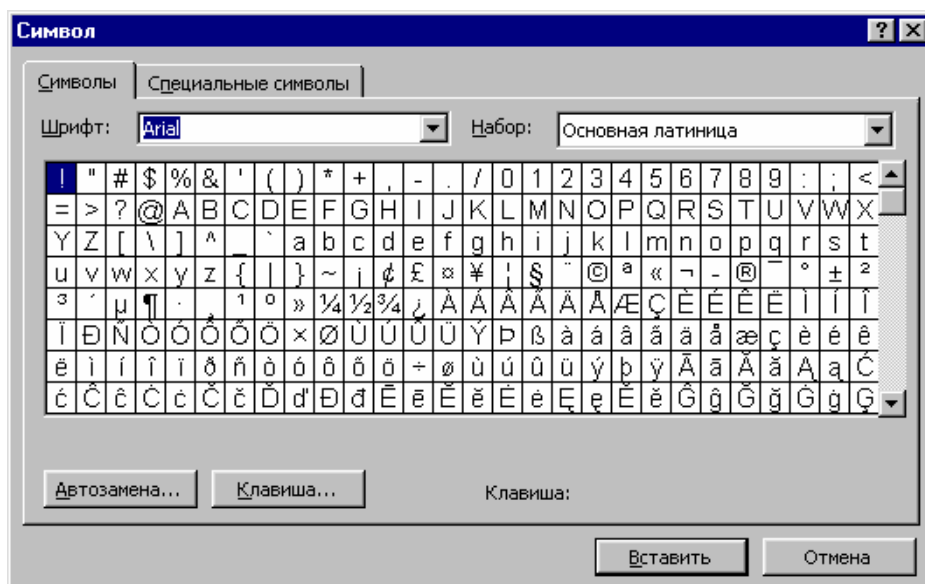 Символ
Символы Специальные символы
Шрифт: Arial Набор: Основная латиница
! " # $ % & ' ( ) * + , - . / 0 1 2 3 4 5 6 7 8 9 : ; <
= > ? @ A B C D E F G H I J K L M N O P Q R S T U V W X
Y Z [ \ ] ^ _ ` a b c d e f g h i j k l m n o p q r s t
u v w x y z { | } ~ ¡ ¢ £ ¤ ¥ ¦ § ¨ © ª « ¬ - ® ¯ ° ± ²
³ ´ µ ¶ · ¸ ¹ º » ¼ ½ ¾ ¿ À Á Â Ã Ä Å Æ Ç È É Ê Ë Ì Í Î
Ï Ð Ñ Ò Ó Ô Õ Ö × Ø Ù Ú Û Ü Ý Þ ß à á â ã ä å æ ç è é ê
ë ì í î ï ð ñ ò ó ô õ ö ÷ ø ù ú û ü ý þ ÿ Ā ā Ă ă Ą ą Ć
ć Ĉ ĉ Ċ ċ Č č Ď ď Đ đ Ē ē Ĕ ĕ Ė ė Ę ę Ě ě Ĝ ĝ Ğ ğ Ġ ġ Ģ
Автозамена... Клавиша... Клавиша:
Вставить Отмена